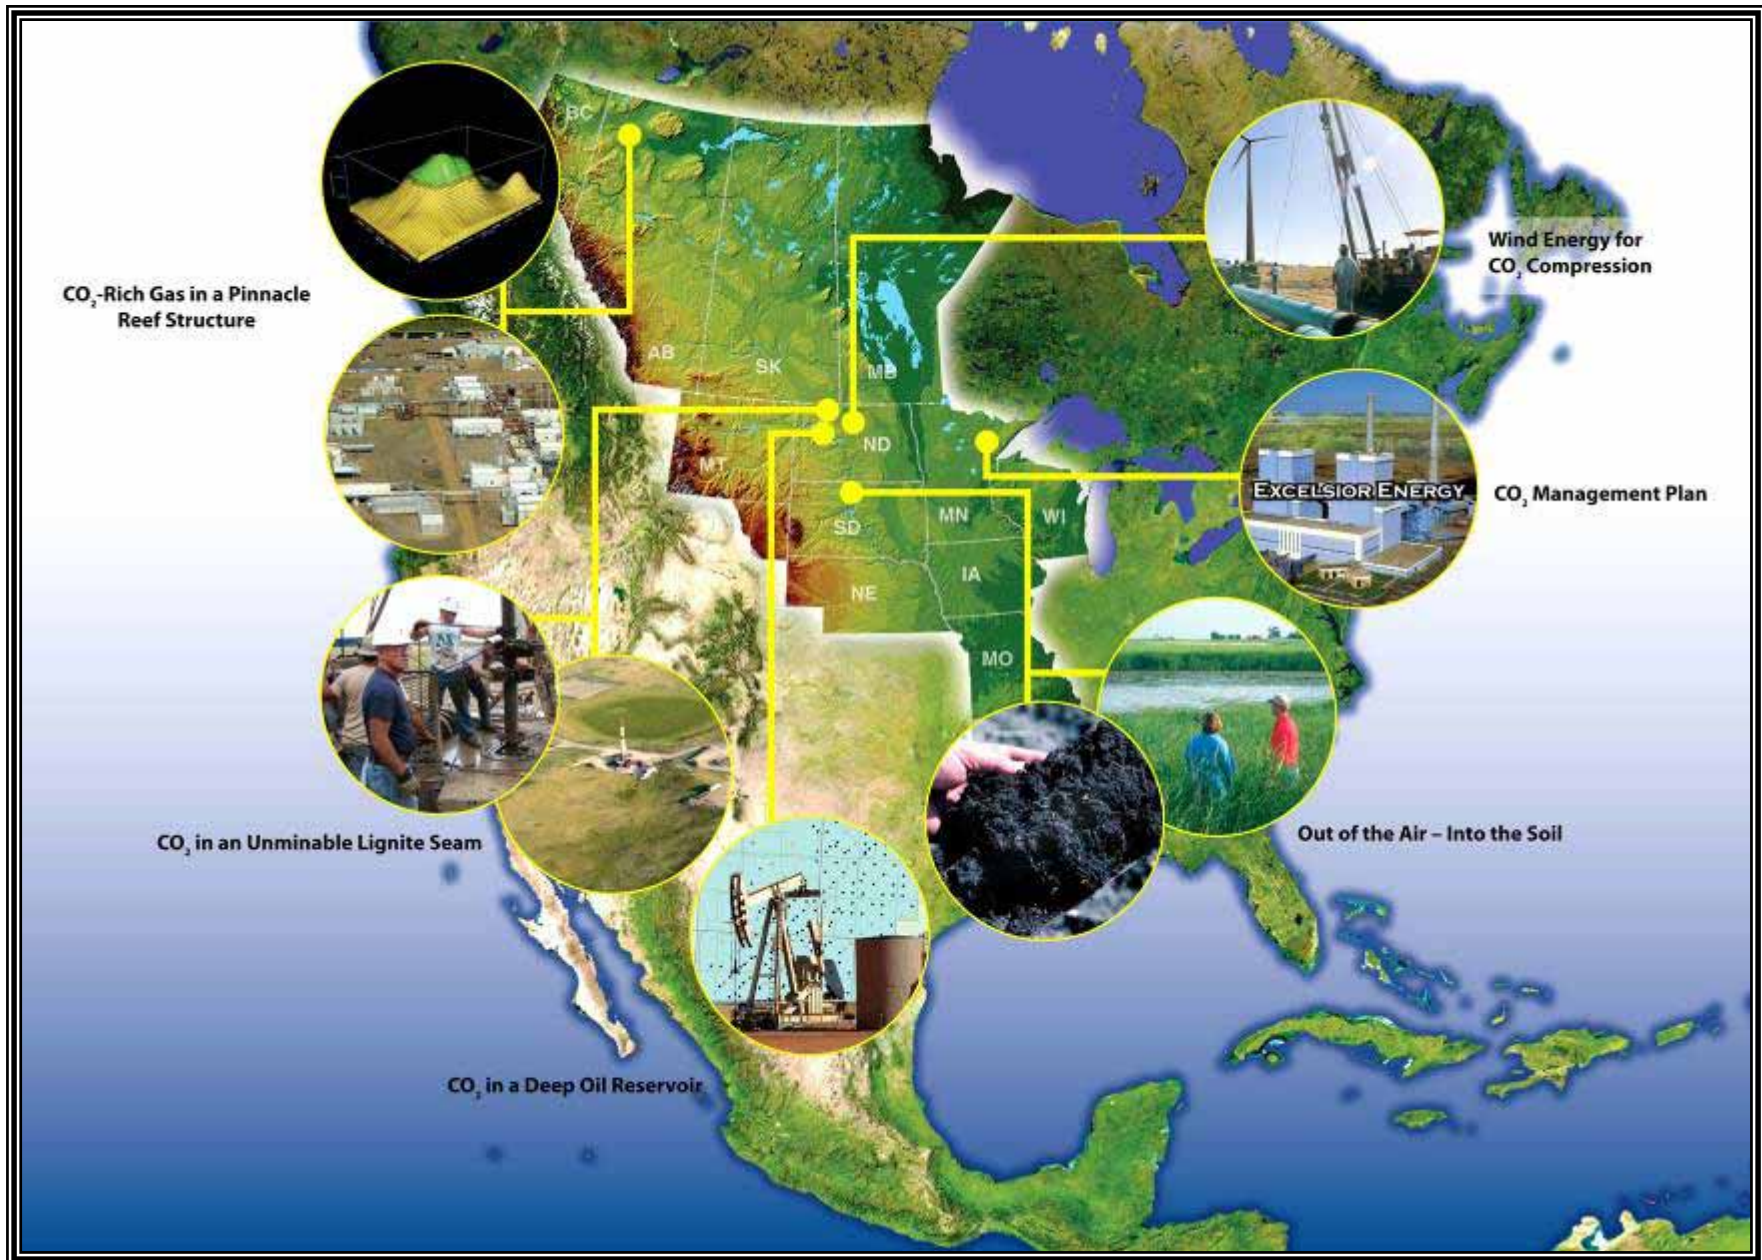 BC
CO2-Rich Gas in a Pinnacle
Reef Structure
Wind Energy for
CO2 Compression
AB
SK
MB
ND
MT
EXCELSIOR ENERGY
CO2 Management Plan
SD
MN
WI
NE
IA
MO
CO2 in an Unminable Lignite Seam
Out of the Air – Into the Soil
CO2 in a Deep Oil Reservoir